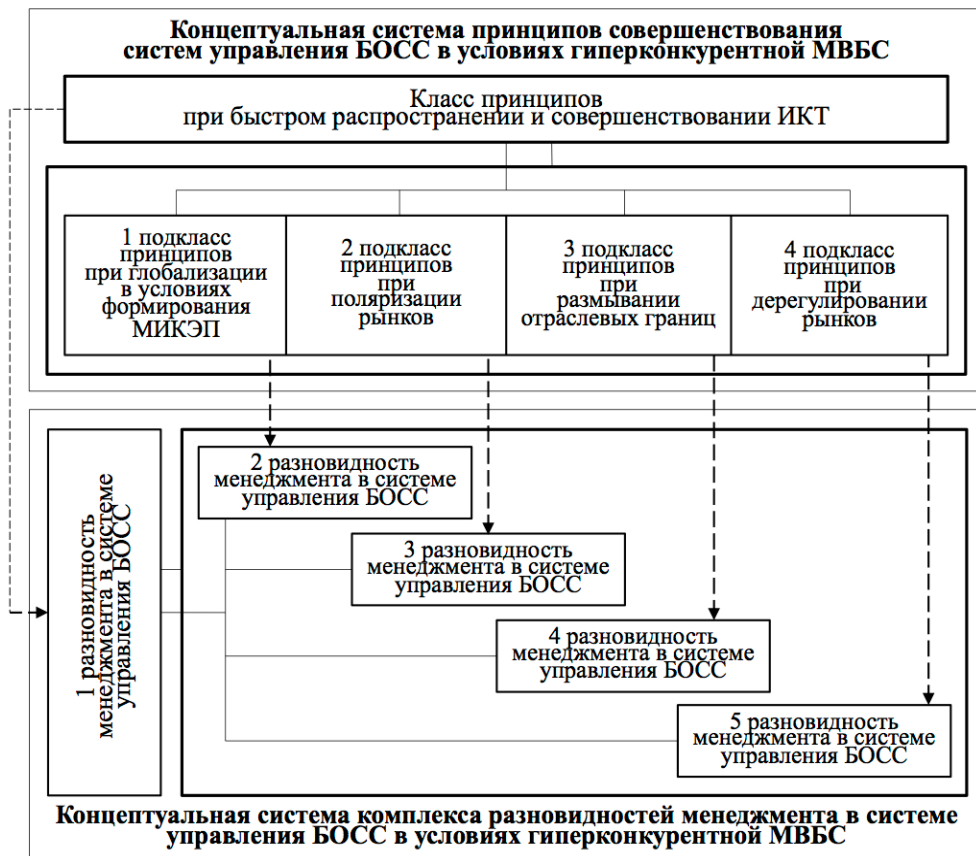 Концептуальная система принципов совершенствования
систем управления БОСС в условиях гиперконкурентной МВБС
Класс принципов
при быстром распространении и совершенствовании ИКТ
1 подкласс
принципов
при глобализации
в условиях
формирования
МИКЭП
2 подкласс
принципов
при
поляризации
рынков
3 подкласс
принципов
при
размывании
отраслевых границ
4 подкласс
принципов
при
дерегулировании
рынков
1 разновидность
менеджмента в системе
управления БОСС
2 разновидность
менеджмента в системе
управления БОСС
3 разновидность
менеджмента в системе
управления БОСС
4 разновидность
менеджмента в системе
управления БОСС
5 разновидность
менеджмента в системе
управления БОСС
Концептуальная система комплекса разновидностей менеджмента в системе
управления БОСС в условиях гиперконкурентной МВБС